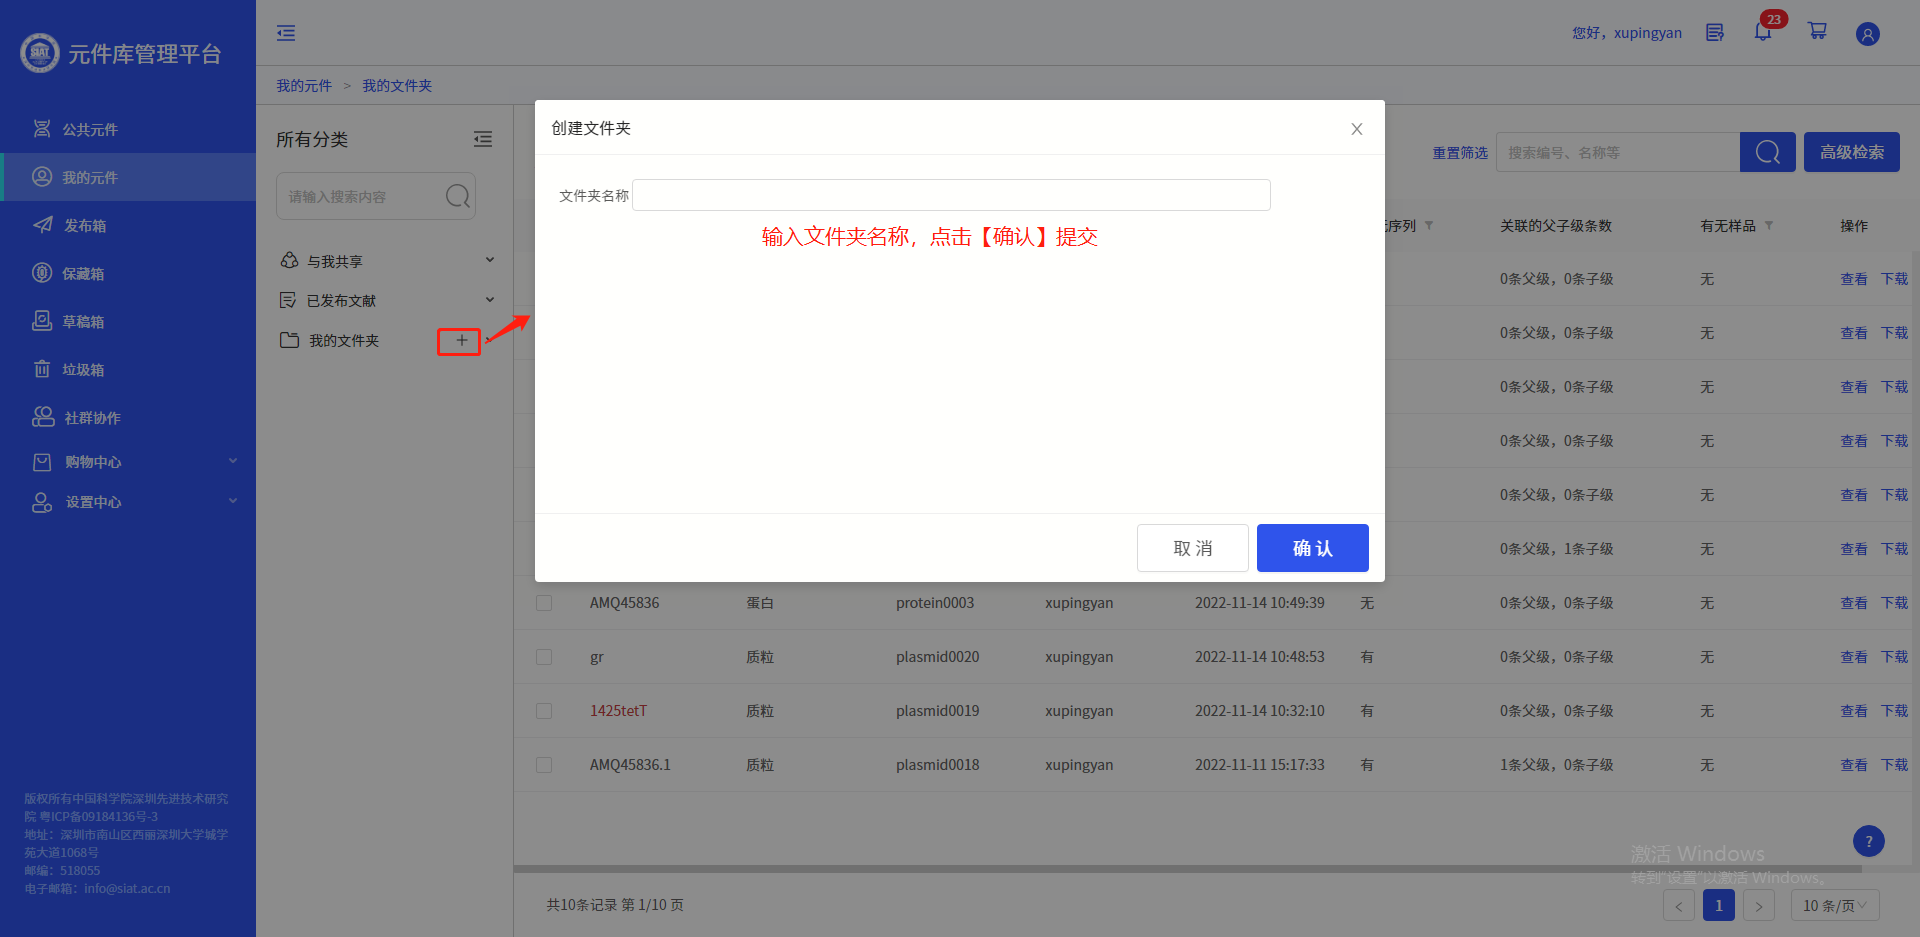 SIAT
元件库管理平台
公共元件
我的元件
发布箱
保藏箱
草稿箱
垃圾箱
社群协作
购物中心
设置中心
版权所有中国科学院深圳先进技术研究
院 粤ICP备09184136号-3
地址：深圳市南山区西丽深圳大学城学
苑大道1068号
邮编：518055
电子邮箱：info@siat.ac.cn
您好，xupingyan
23
我的元件 > 我的文件夹
所有分类
请输入搜索内容
与我共享
已发布文献
我的文件夹 +
创建文件夹 X
文件夹名称
输入文件夹名称，点击【确认】提交
取 消 确 认
重置筛选 搜索编号、名称等 高级检索
序列 关联的父子级条数 有无样品 操作
0条父级，0条子级 无 查看 下载
0条父级，0条子级 无 查看 下载
0条父级，0条子级 无 查看 下载
0条父级，0条子级 无 查看 下载
0条父级，0条子级 无 查看 下载
0条父级，1条子级 无 查看 下载
AMQ45836 蛋白 protein0003 xupingyan 2022-11-14 10:49:39 无 0条父级，0条子级 无 查看 下载
gr 质粒 plasmid0020 xupingyan 2022-11-14 10:48:53 有 0条父级，0条子级 无 查看 下载
1425tetT 质粒 plasmid0019 xupingyan 2022-11-14 10:32:10 有 0条父级，0条子级 无 查看 下载
AMQ45836.1 质粒 plasmid0018 xupingyan 2022-11-11 15:17:33 有 1条父级，0条子级 无 查看 下载
?
激活 Windows
转到"设置"以激活 Windows。
共10条记录 第 1/10 页
< 1 > 10 条/页